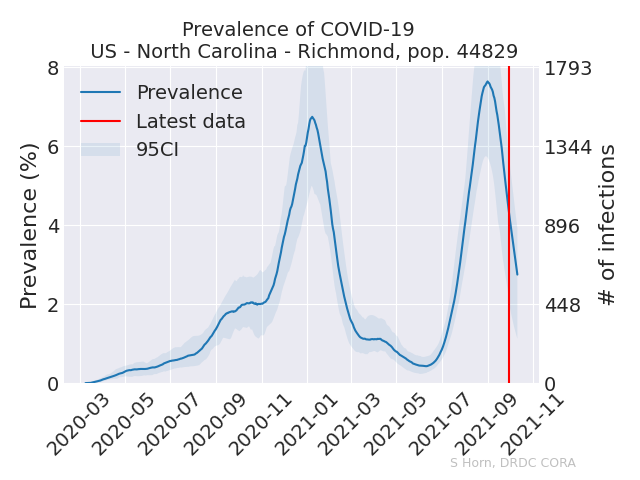 Prevalence of COVID-19
US - North Carolina - Richmond, pop. 44829
Prevalence
Latest data
95CI
Prevalence (%)
8
6
4
2
0
1793
1344
896
448
0
# of infections
2020-03
2020-05
2020-07
2020-09
2020-11
2021-01
2021-03
2021-05
2021-07
2021-09
2021-11
S Horn, DRDC CORA